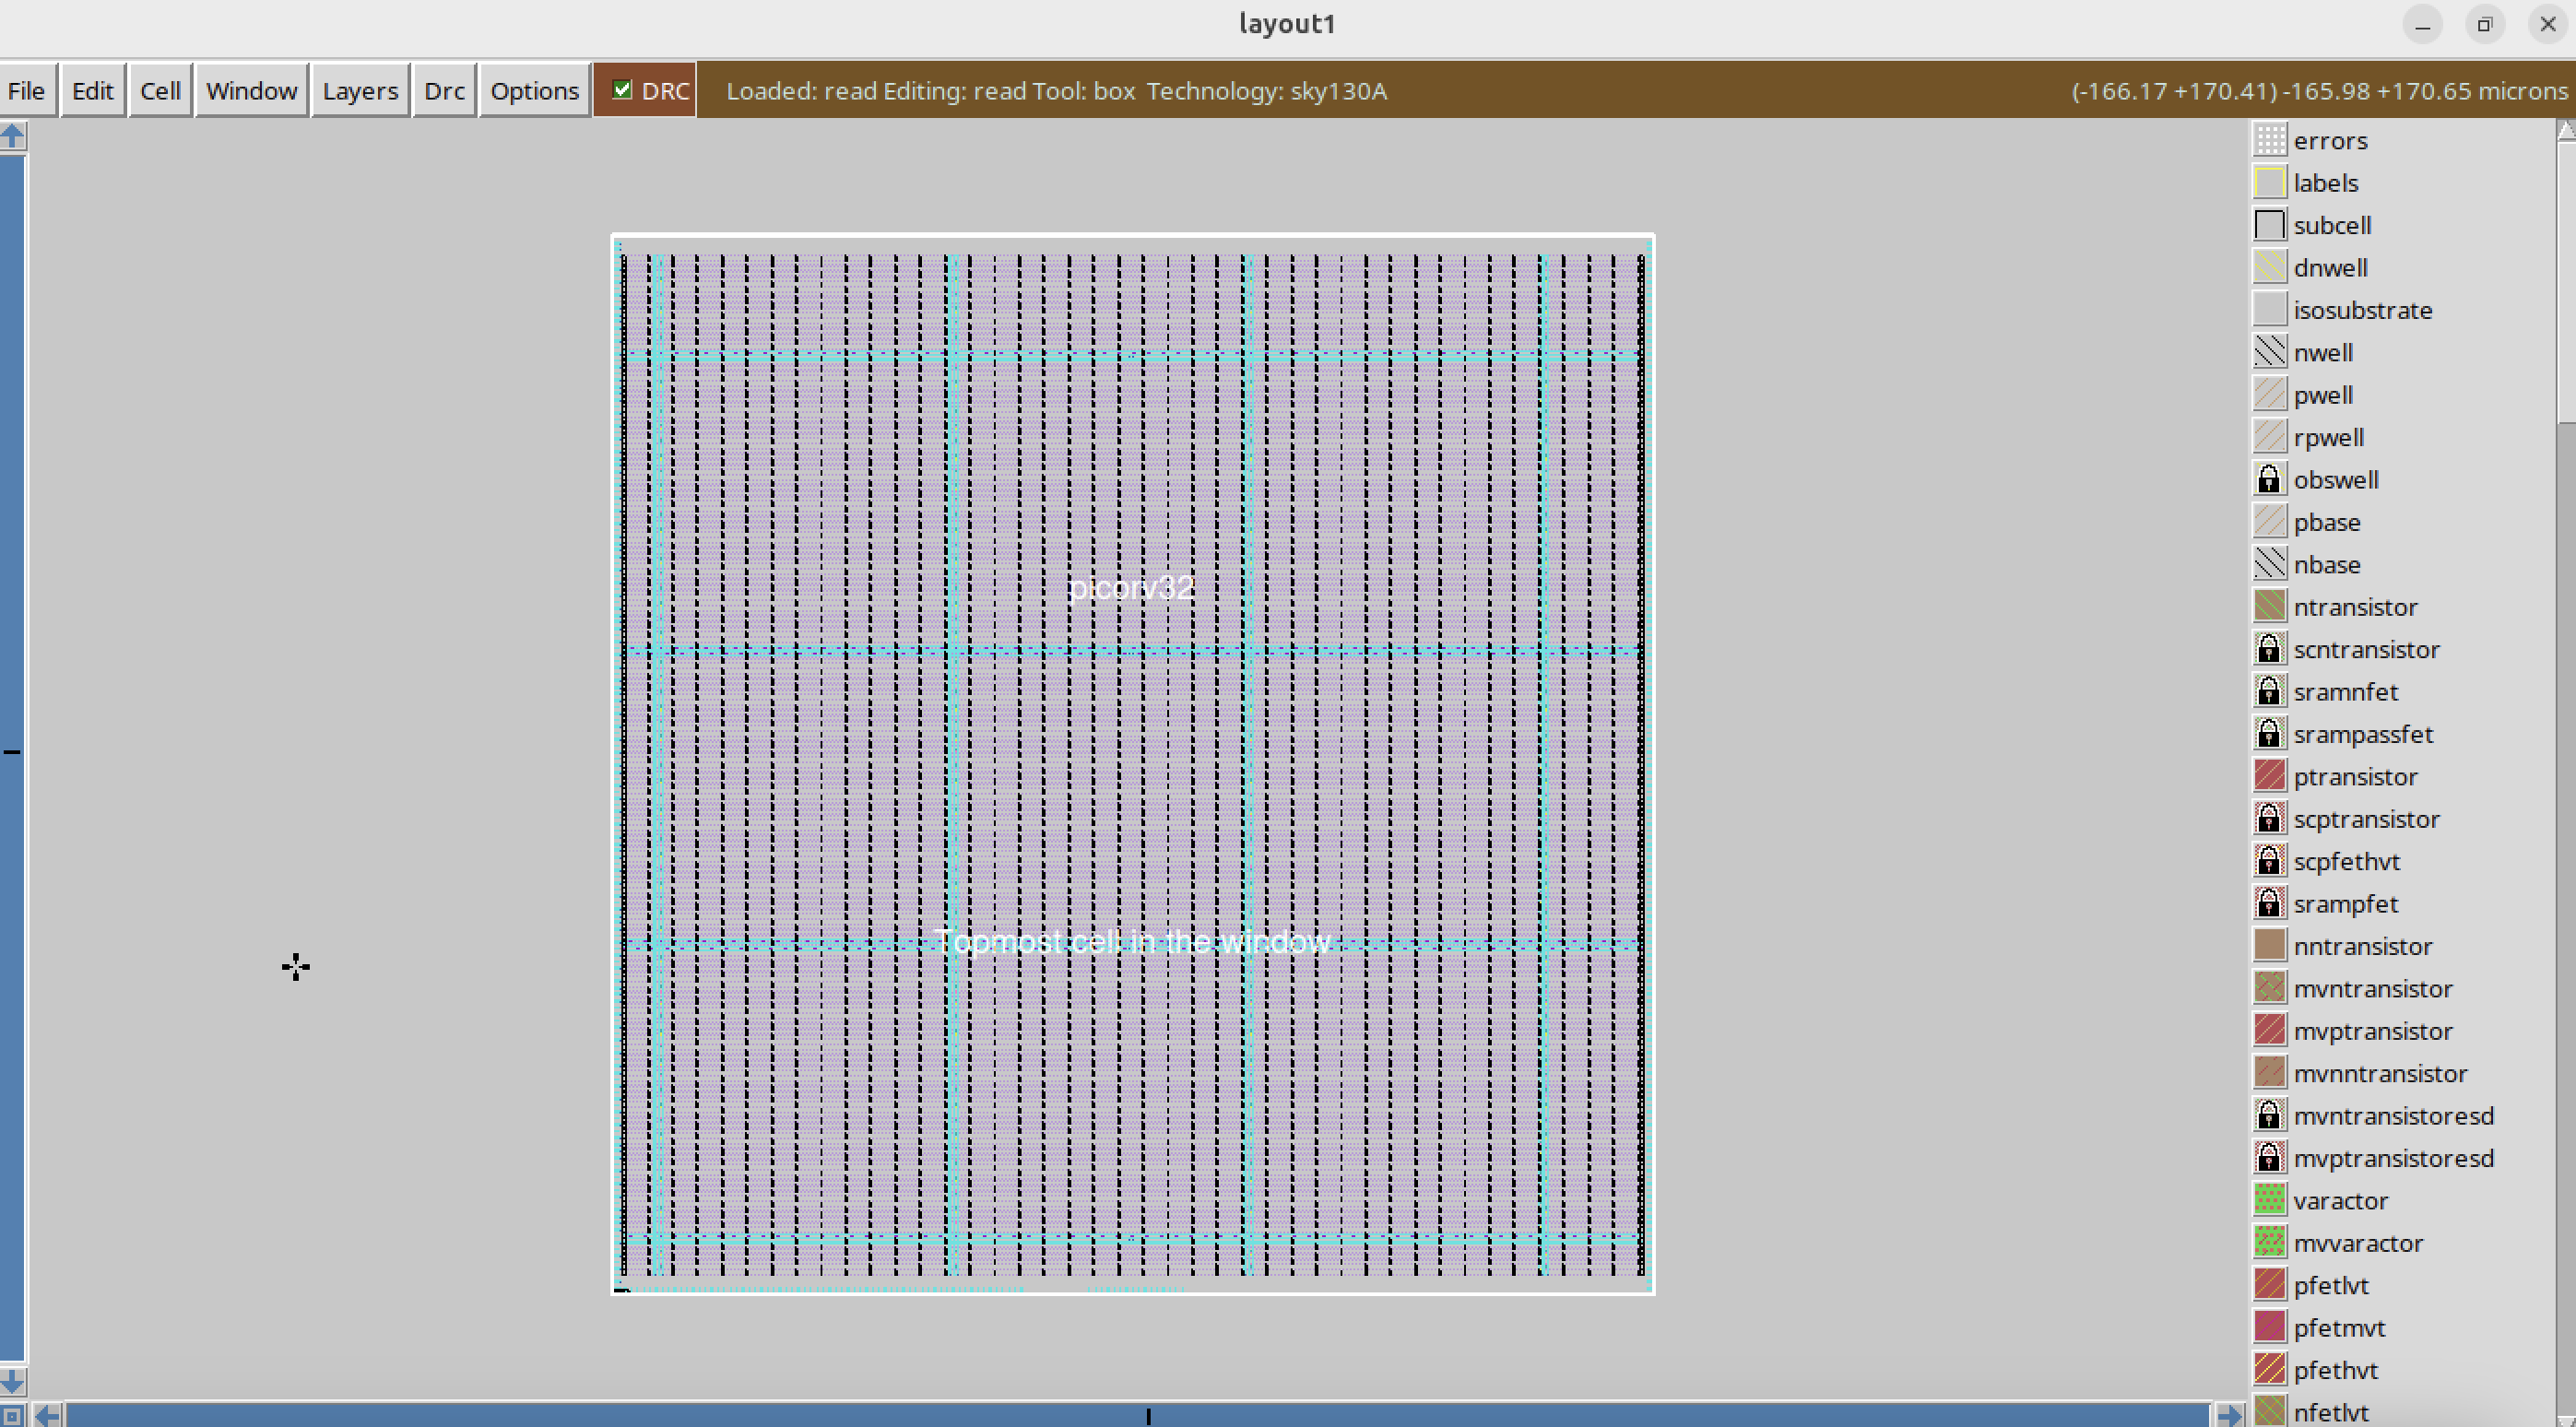 layout1
File Edit Cell Window Layers Drc Options DRC Loaded: read Editing: read Tool: box Technology: sky130A (-166.17 +170.41) -165.98 +170.65 microns
errors
labels
subcell
dnwell
isosubstrate
nwell
pwell
rpwell
obswell
pbase
nbase
ntransistor
scntransistor
sramnfet
srampassfet
ptransistor
scptransistor
scpfethvt
srampfet
nntransistor
mvntransistor
mvptransistor
mvnntransistor
mvntransistoresd
mvptransistoresd
varactor
mvvaractor
pfetlvt
pfetmvt
pfethvt
nfetlvt
picorv32
Topmost cell in the window